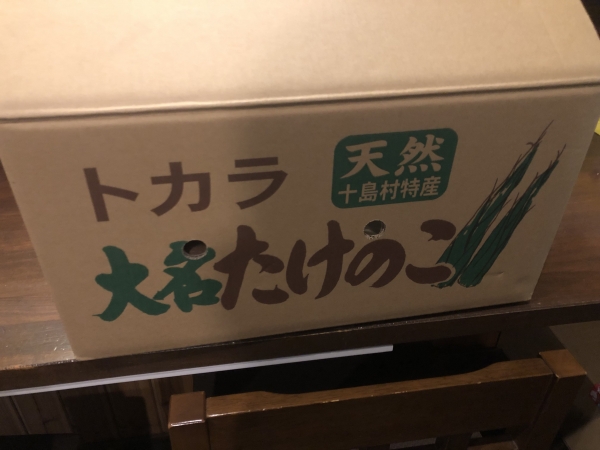 トカラ
天然
十島村特産
大名たけのこ